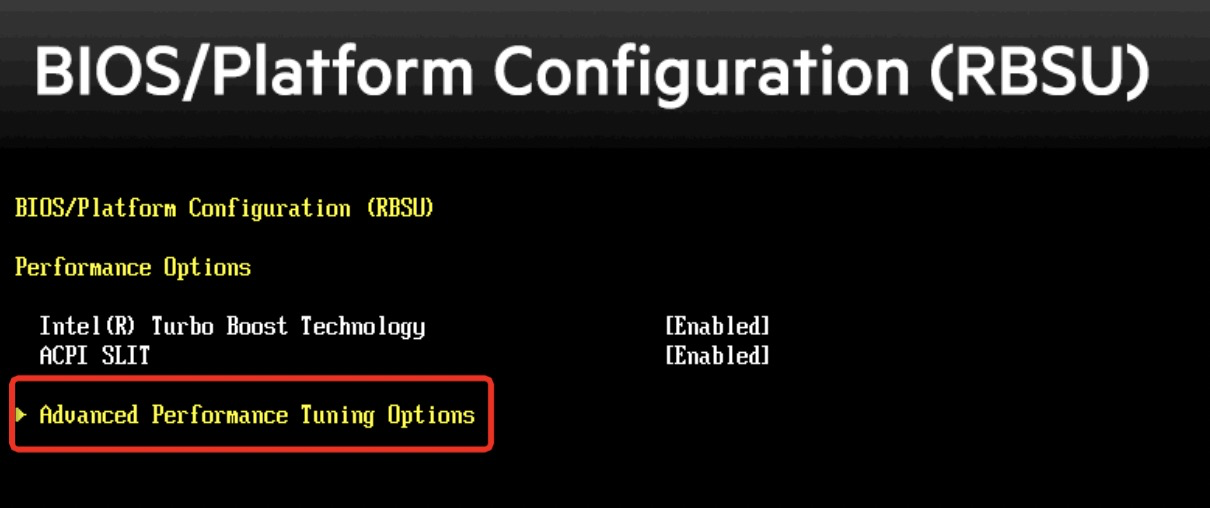 BIOS/Platform Configuration (RBSU)
BIOS/Platform Configuration (RBSU)
Performance Options
Intel(R) Turbo Boost Technology [Enabled]
ACPI SLIT [Enabled]
Advanced Performance Tuning Options